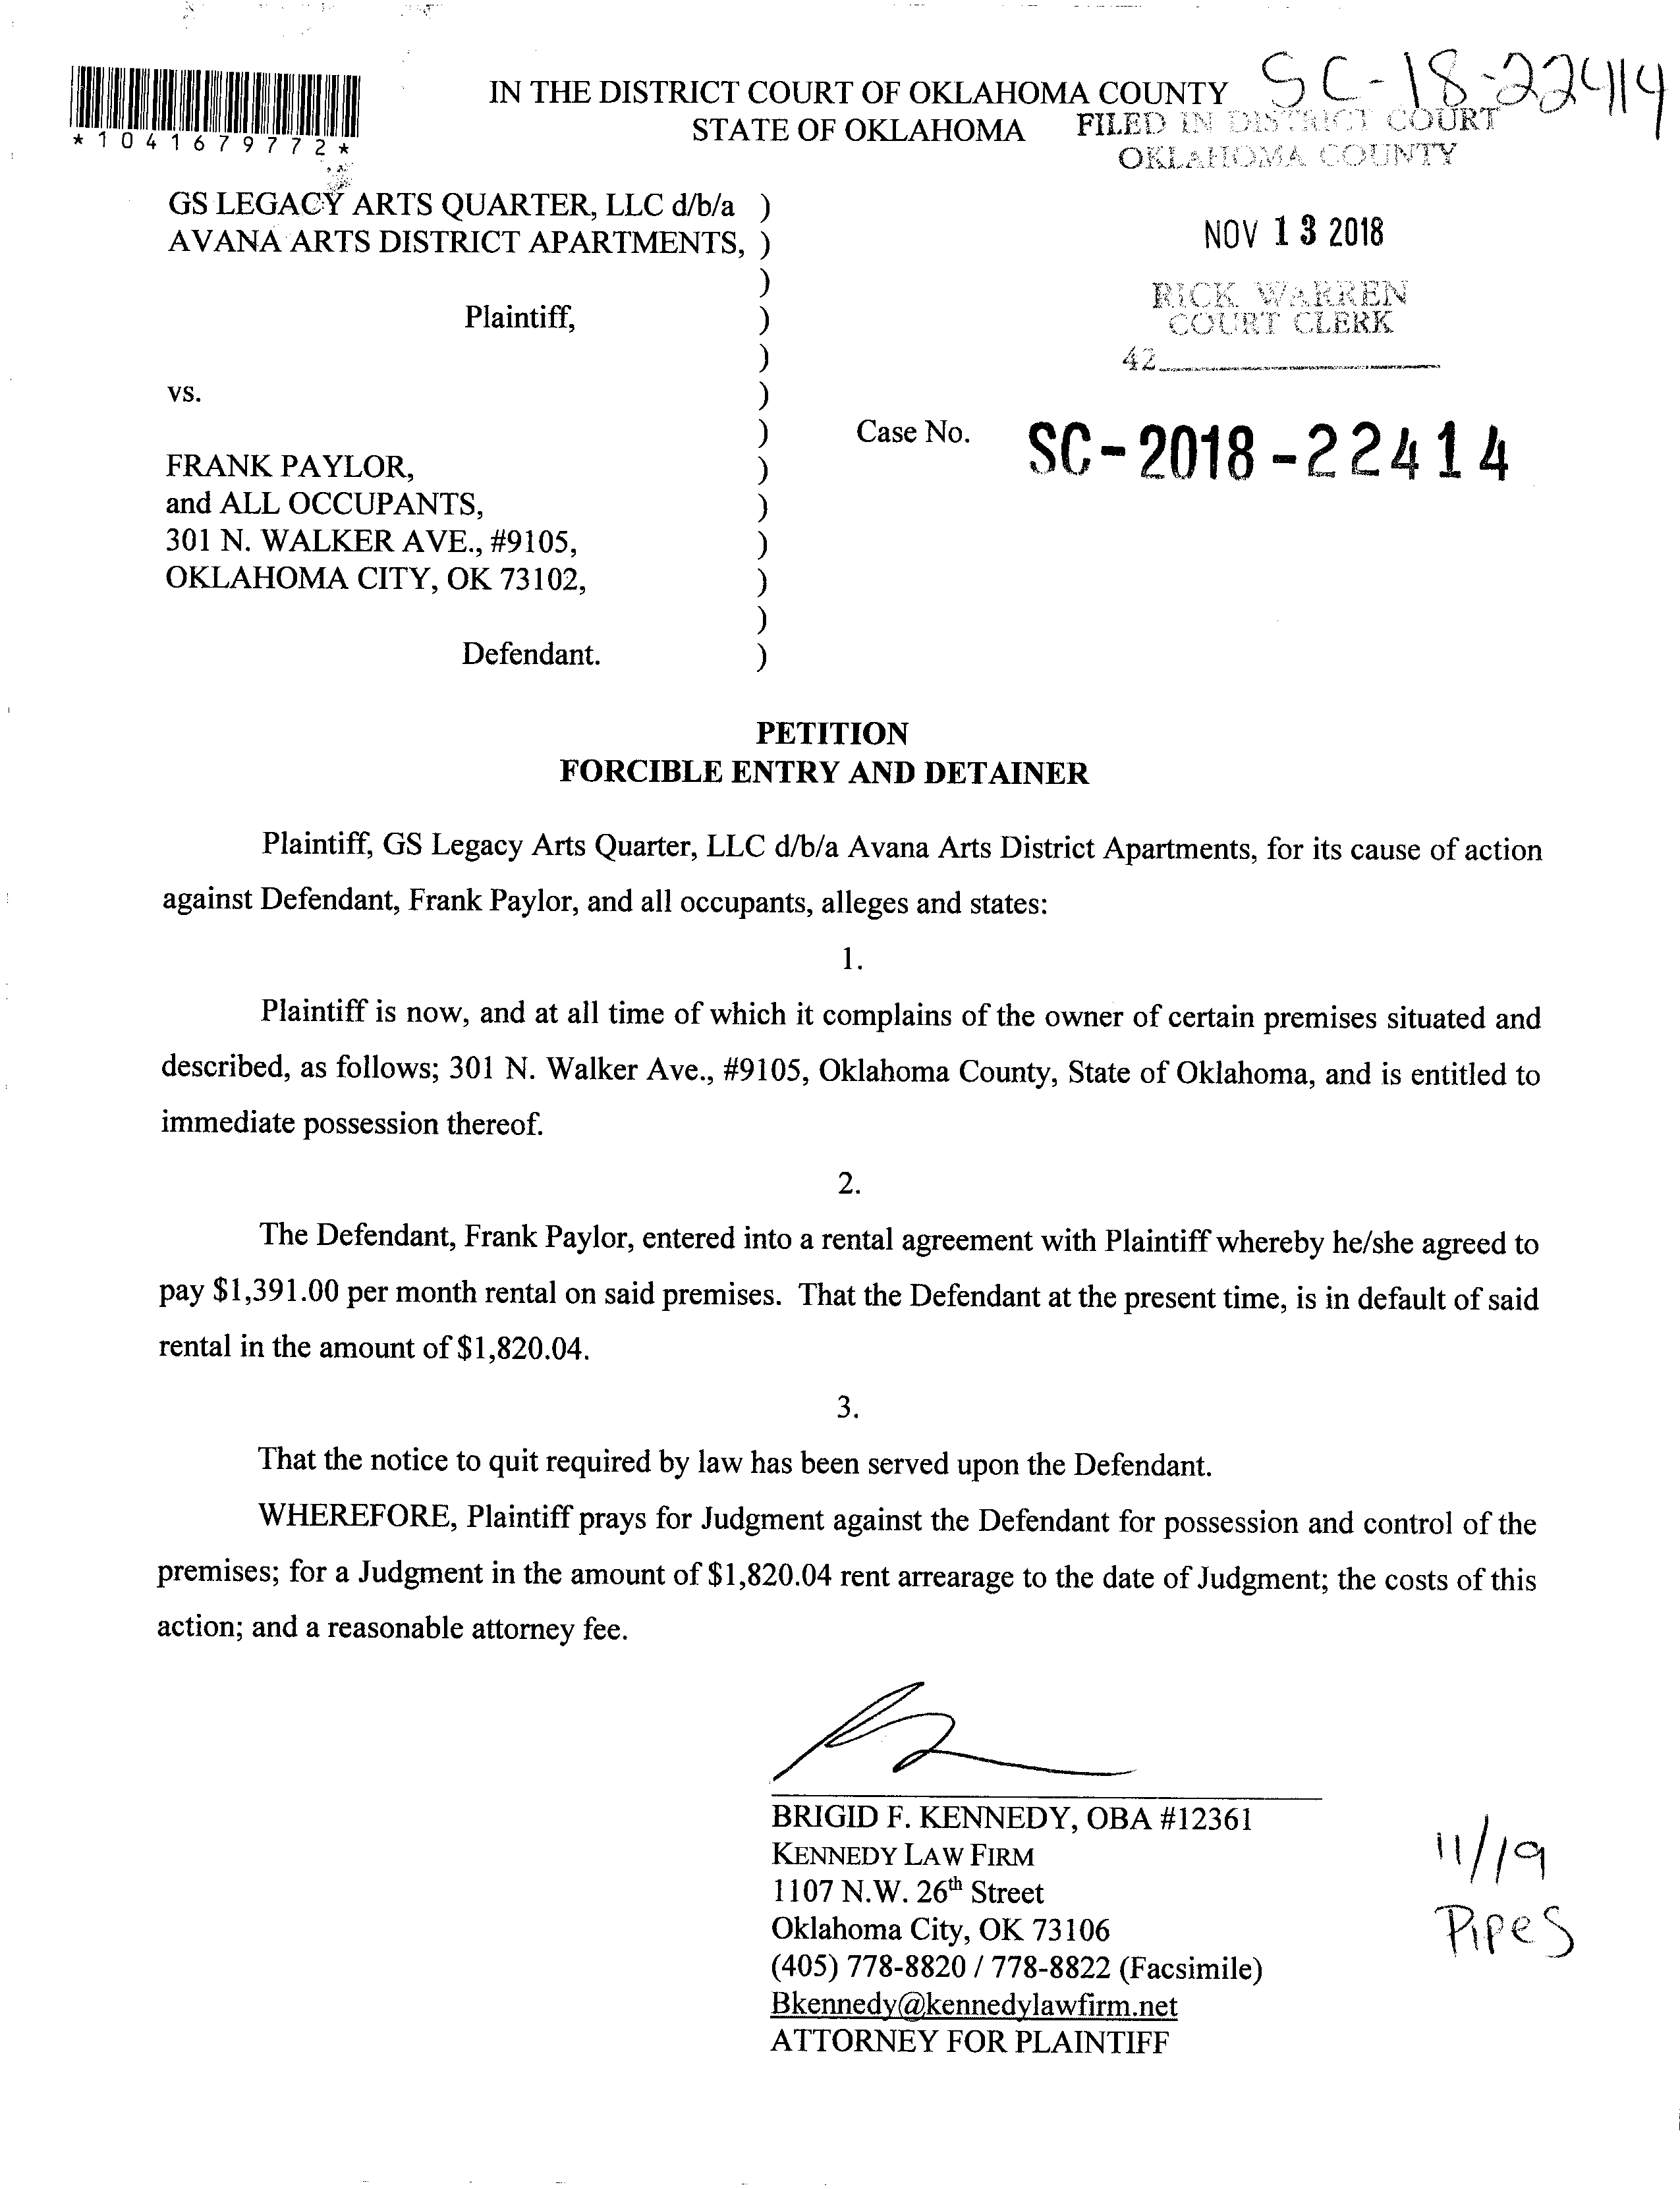 SC-18-22414
IN THE DISTRICT COURT OF OKLAHOMA COUNTY
STATE OF OKLAHOMA
FILED IN DISTRICT COURT
OKLAHOMA COUNTY
*1041679772*
GS LEGACY ARTS QUARTER, LLC d/b/a )
AVANA ARTS DISTRICT APARTMENTS, )
)
Plaintiff, )
)
vs. )
)
FRANK PAYLOR, )
and ALL OCCUPANTS, )
301 N. WALKER AVE., #9105, )
OKLAHOMA CITY, OK 73102, )
)
Defendant. )
NOV 13 2018
RICK WARREN
COURT CLERK
42
Case No. SC-2018-22414
PETITION
FORCIBLE ENTRY AND DETAINER
Plaintiff, GS Legacy Arts Quarter, LLC d/b/a Avana Arts District Apartments, for its cause of action
against Defendant, Frank Paylor, and all occupants, alleges and states:
1.
Plaintiff is now, and at all time of which it complains of the owner of certain premises situated and
described, as follows; 301 N. Walker Ave., #9105, Oklahoma County, State of Oklahoma, and is entitled to
immediate possession thereof.
2.
The Defendant, Frank Paylor, entered into a rental agreement with Plaintiff whereby he/she agreed to
pay $1,391.00 per month rental on said premises. That the Defendant at the present time, is in default of said
rental in the amount of $1,820.04.
3.
That the notice to quit required by law has been served upon the Defendant.
WHEREFORE, Plaintiff prays for Judgment against the Defendant for possession and control of the
premises; for a Judgment in the amount of $1,820.04 rent arrearage to the date of Judgment; the costs of this
action; and a reasonable attorney fee.
BRIGID F. KENNEDY, OBA #12361
KENNEDY LAW FIRM
1107 N.W. 26th Street
Oklahoma City, OK 73106
(405) 778-8820 / 778-8822 (Facsimile)
Bkennedy@kennedylawfirm.net
ATTORNEY FOR PLAINTIFF
11/19
Pipes